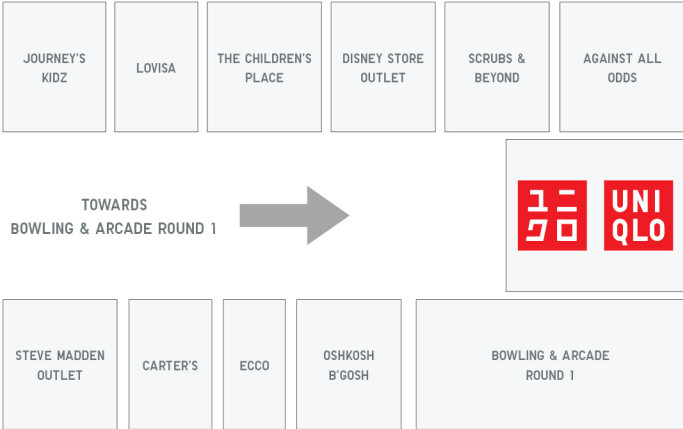 JOURNEY'S
KIDZ
LOVISA
THE CHILDREN'S
PLACE
DISNEY STORE
OUTLET
SCRUBS &
BEYOND
AGAINST ALL
ODDS
TOWARDS
BOWLING & ARCADE ROUND 1
ユニ
クロ
UNI
QLO
STEVE MADDEN
OUTLET
CARTER'S
ECCO
OSHKOSH
B'GOSH
BOWLING & ARCADE
ROUND 1